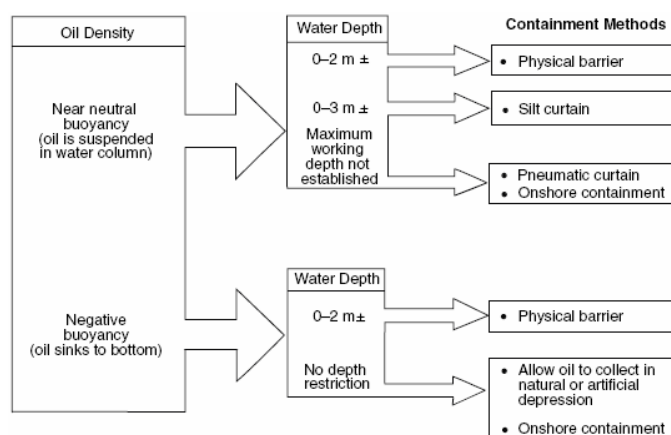 Containment Methods
Oil Density
Water Depth
0–2 m ±
• Physical barrier
Near neutral
buoyancy
(oil is suspended
in water column)
0–3 m ±
• Silt curtain
Maximum
working
depth not
established
• Pneumatic curtain
• Onshore containment
Water Depth
Negative
buoyancy
(oil sinks to bottom)
0–2 m±
• Physical barrier
No depth
restriction
• Allow oil to collect in
natural or artificial
depression
• Onshore containment